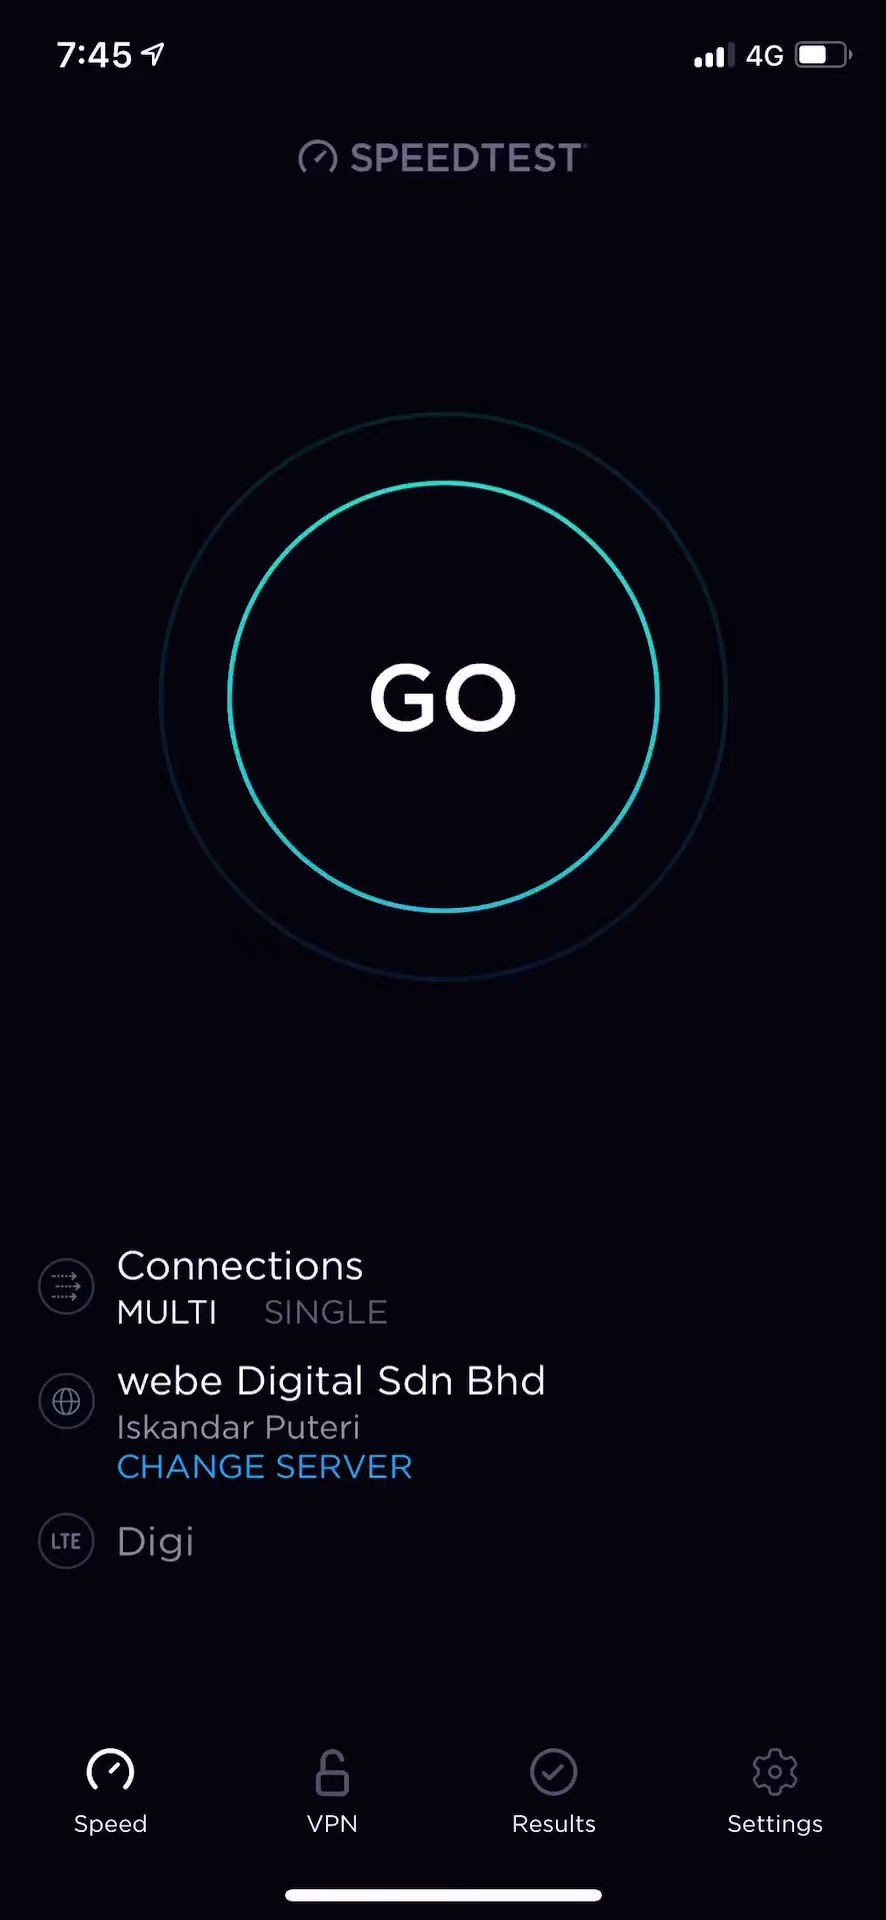 7:45
4G
SPEEDTEST
GO
Connections
MULTI SINGLE
webe Digital Sdn Bhd
Iskandar Puteri
CHANGE SERVER
LTE Digi
Speed VPN Results Settings